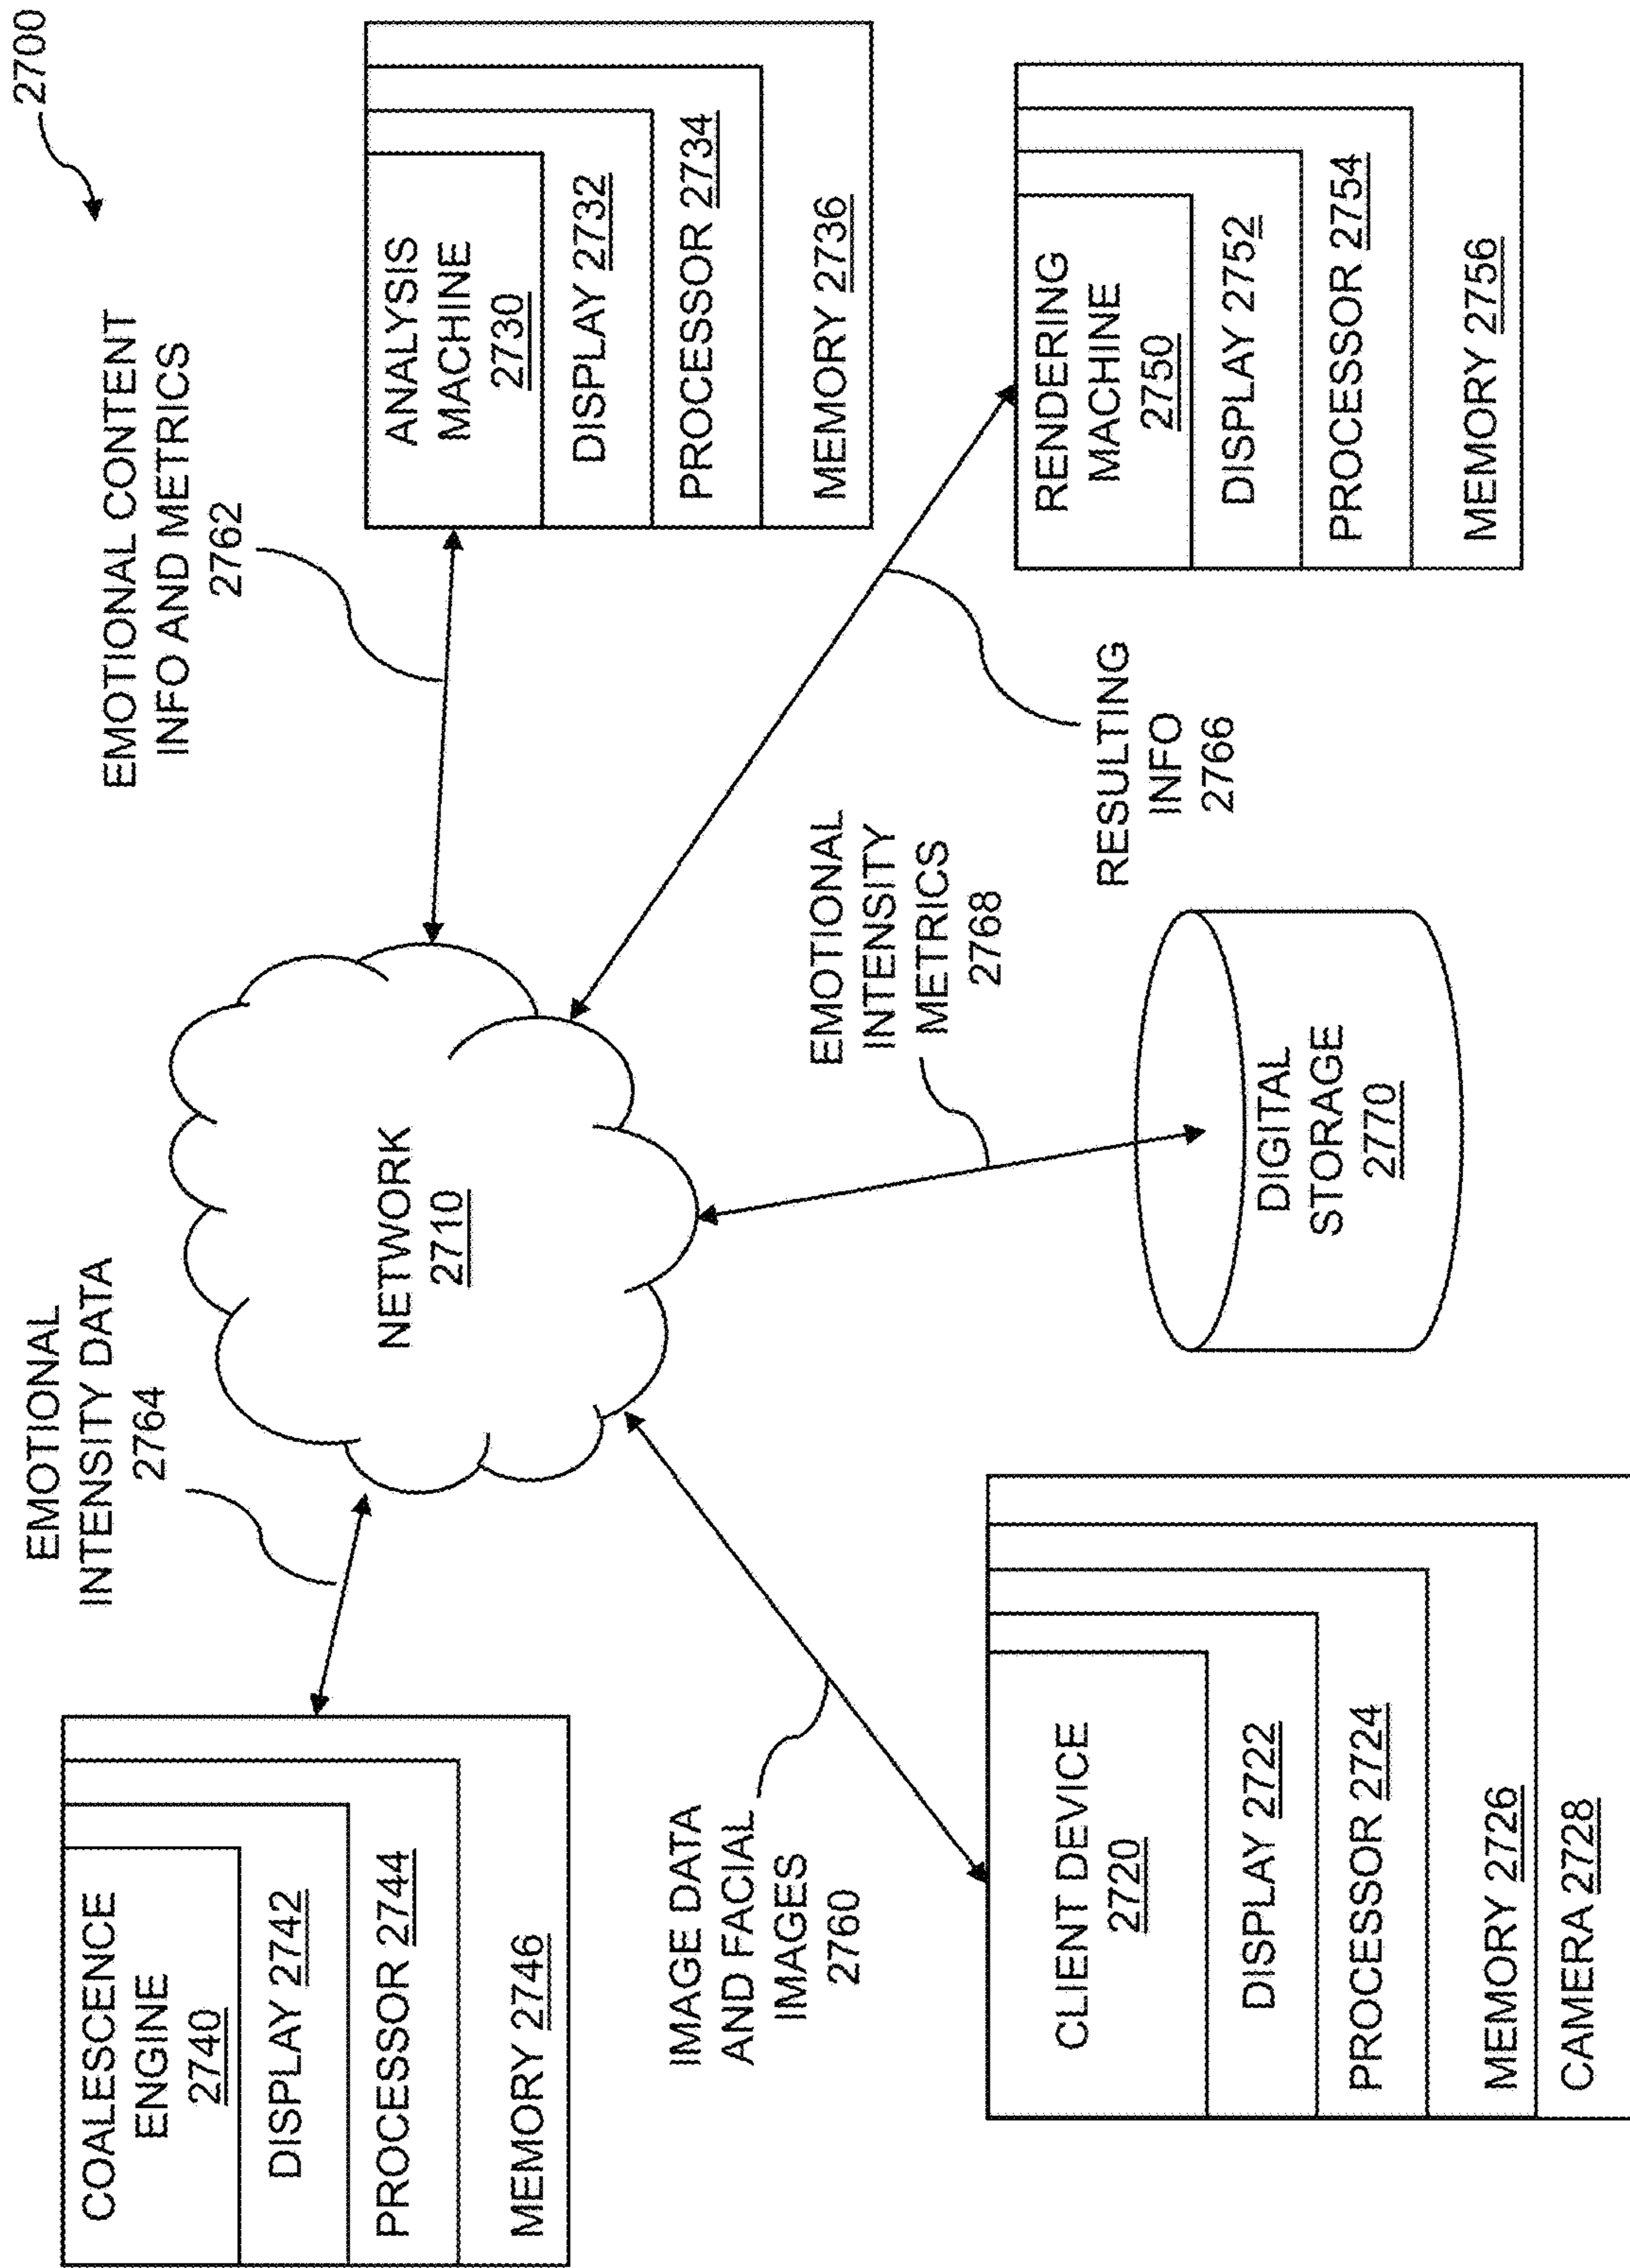 2700
EMOTIONAL
INTENSITY DATA
2764
EMOTIONAL CONTENT
INFO AND METRICS
2762
COALESCENCE
ENGINE
2740
DISPLAY 2742
PROCESSOR 2744
MEMORY 2746
NETWORK
2710
ANALYSIS
MACHINE
2730
DISPLAY 2732
PROCESSOR 2734
MEMORY 2736
IMAGE DATA
AND FACIAL
IMAGES
2760
EMOTIONAL
INTENSITY
METRICS
2768
RESULTING
INFO
2766
CLIENT DEVICE
2720
DISPLAY 2722
PROCESSOR 2724
MEMORY 2726
CAMERA 2728
DIGITAL
STORAGE
2770
RENDERING
MACHINE
2750
DISPLAY 2752
PROCESSOR 2754
MEMORY 2756